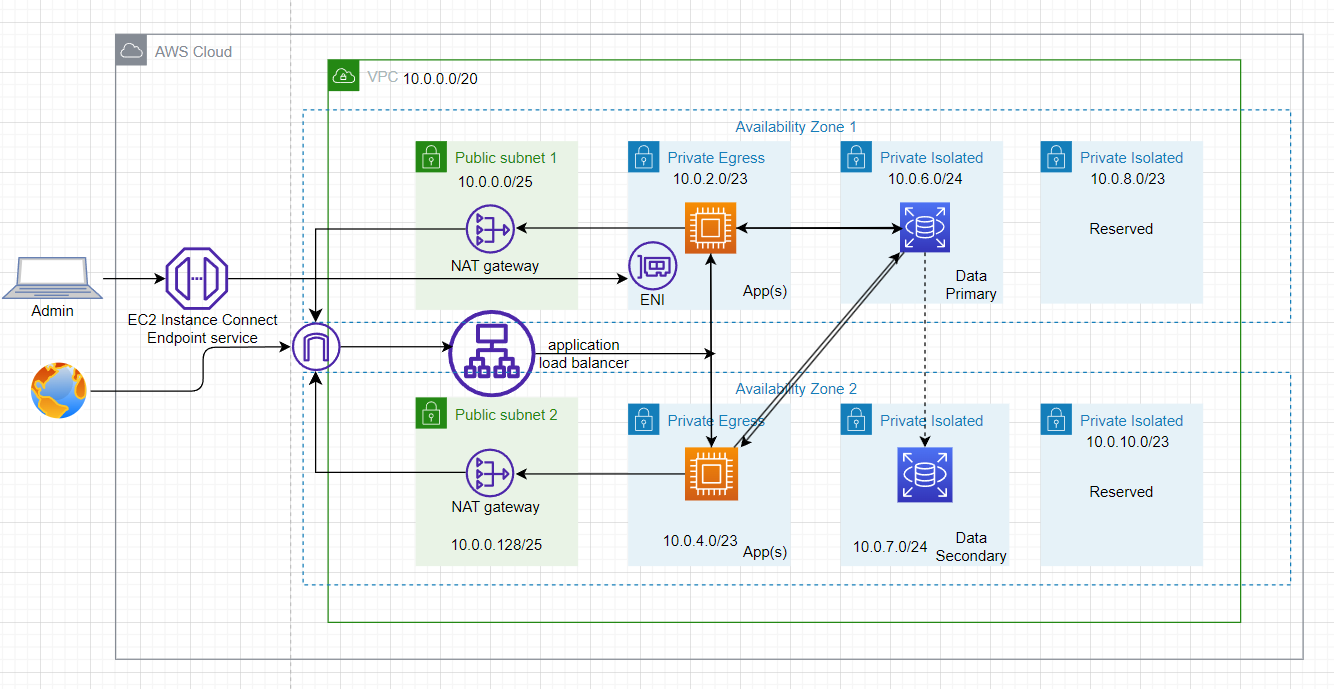 AWS Cloud
VPC 10.0.0.0/20
Availability Zone 1
Public subnet 1
10.0.0.0/25
NAT gateway
Private Egress
10.0.2.0/23
ENI
App(s)
Private Isolated
10.0.6.0/24
Data
Primary
Private Isolated
10.0.8.0/23
Reserved
Admin
EC2 Instance Connect
Endpoint service
application
load balancer
Availability Zone 2
Public subnet 2
NAT gateway
10.0.0.128/25
Private Egress
10.0.4.0/23
App(s)
Private Isolated
10.0.7.0/24
Data
Secondary
Private Isolated
10.0.10.0/23
Reserved